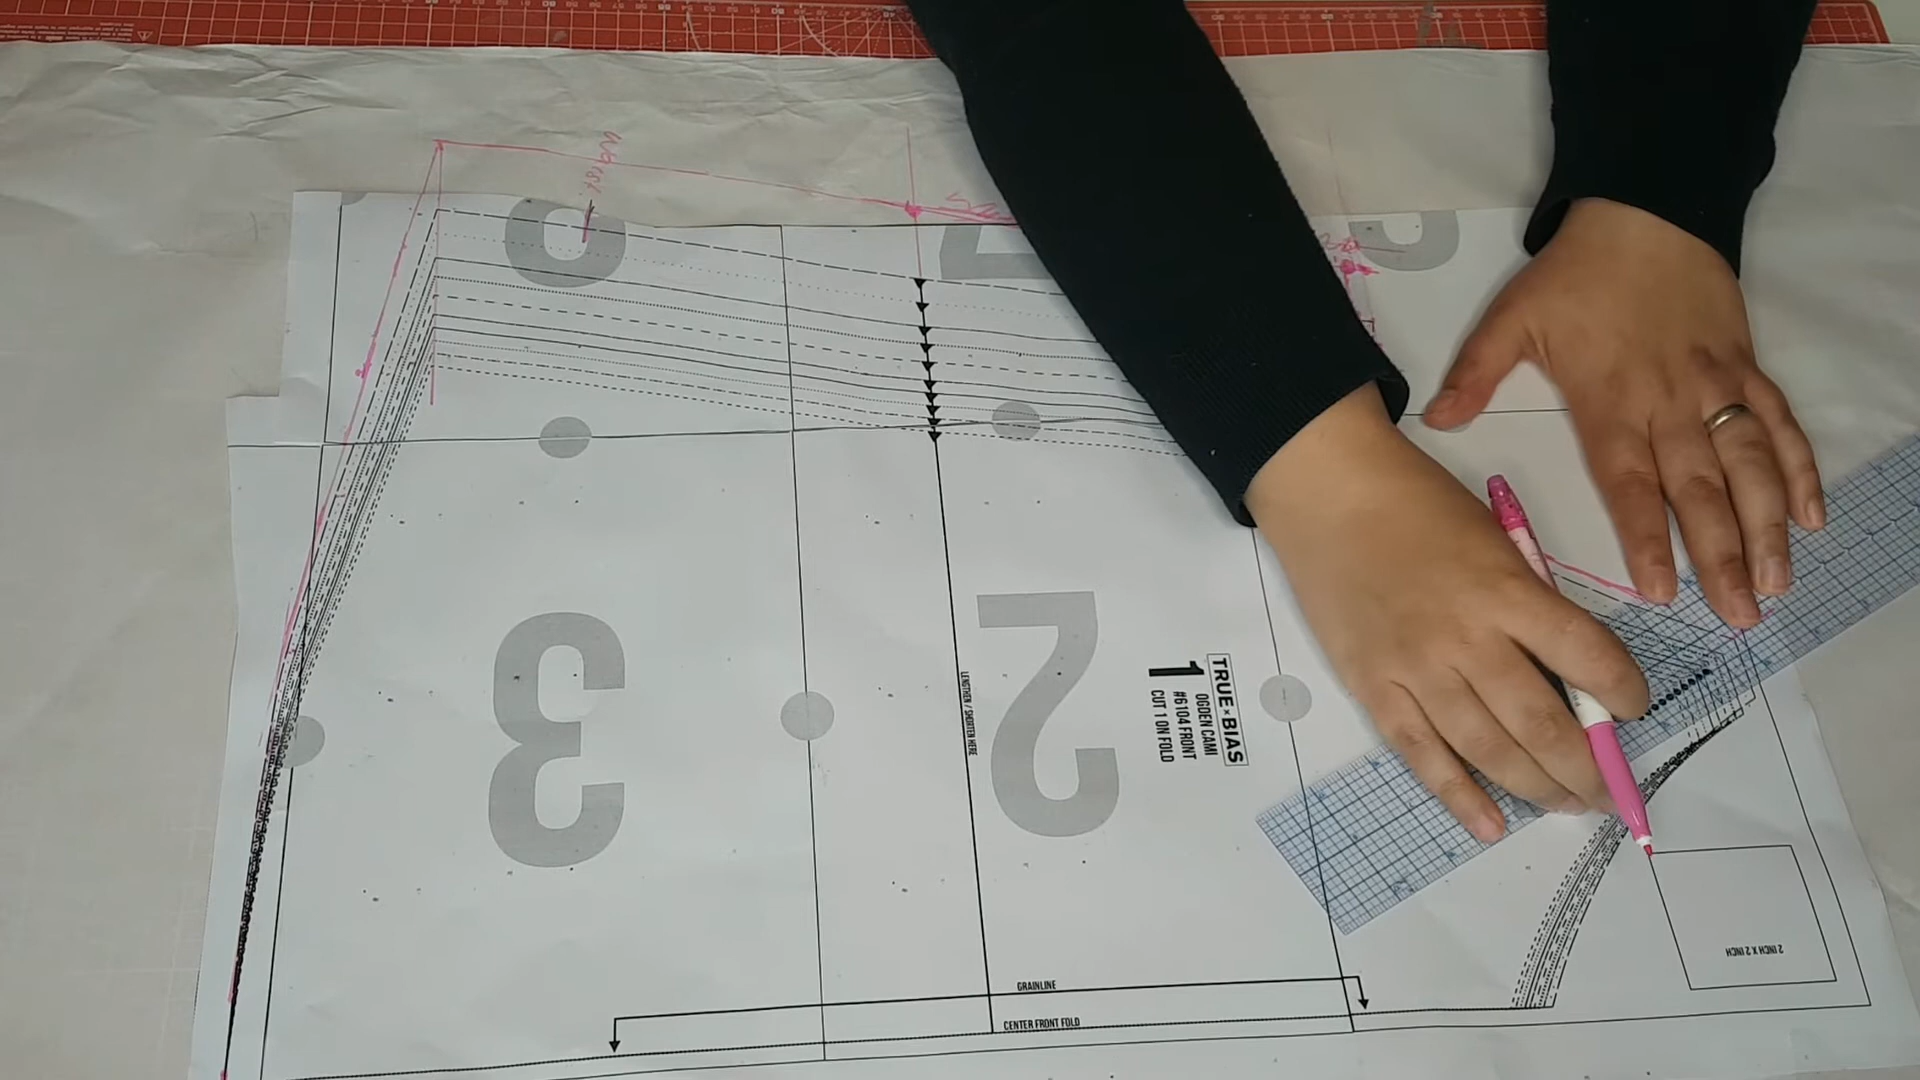 waist
3
2
LENGTHEN / SHORTEN HERE
TRUE BIAS
1
OGDEN CAMI
#6104 FRONT
CUT 1 ON FOLD
GRAINLINE
CENTER FRONT FOLD
2 INCH X 2 INCH